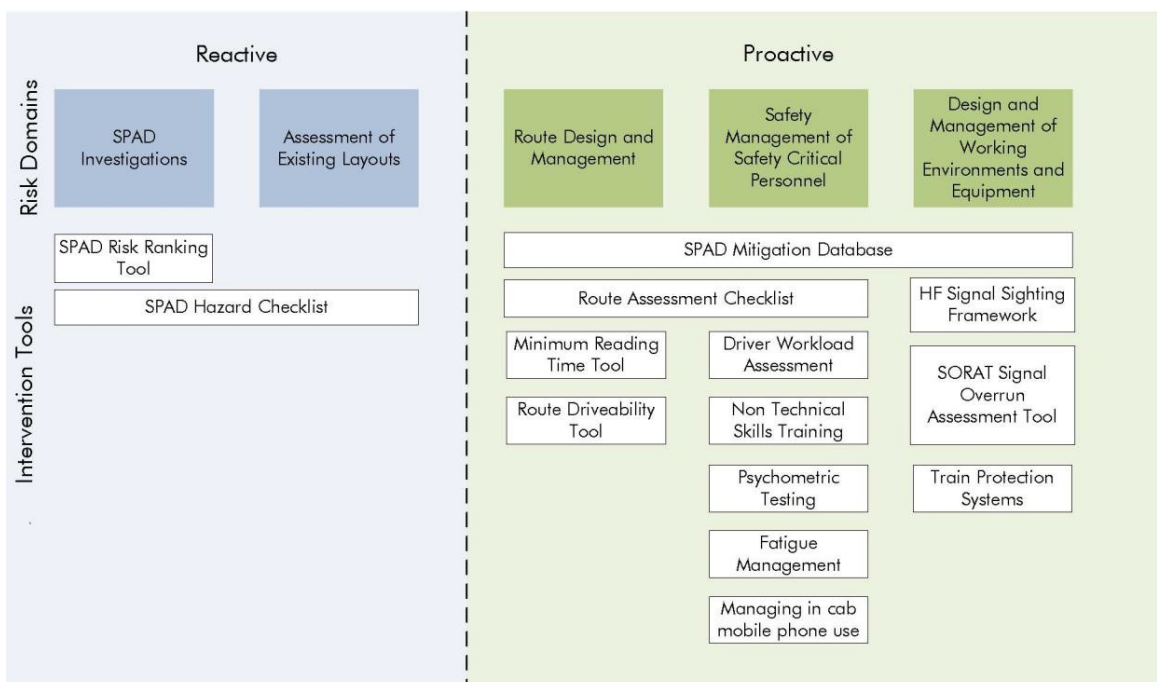 Reactive
Proactive
Risk Domains
SPAD
Investigations
Assessment of
Existing Layouts
Route Design and
Management
Safety
Management of
Safety Critical
Personnel
Design and
Management of
Working
Environments and
Equipment
Intervention Tools
SPAD Risk Ranking
Tool
SPAD Hazard Checklist
SPAD Mitigation Database
Route Assessment Checklist
HF Signal Sighting
Framework
Minimum Reading
Time Tool
Driver Workload
Assessment
SORAT Signal
Overrun
Assessment Tool
Route Driveability
Tool
Non Technical
Skills Training
Psychometric
Testing
Train Protection
Systems
Fatigue
Management
Managing in cab
mobile phone use